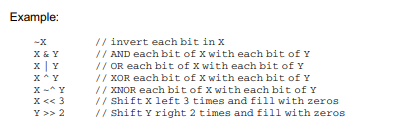 Example:
~X // invert each bit in X
X & Y // AND each bit of X with each bit of Y
X | Y // OR each bit of X with each bit of Y
X ^ Y // XOR each bit of X with each bit of Y
X ~^ Y // XNOR each bit of X with each bit of Y
X << 3 // Shift X left 3 times and fill with zeros
Y >> 2 // Shift Y right 2 times and fill with zeros